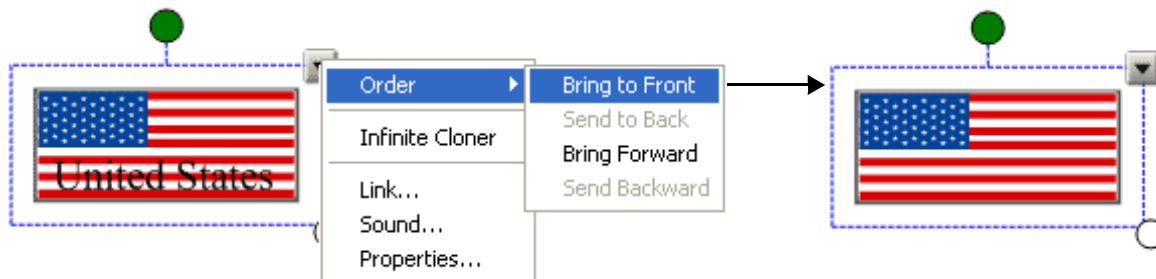 United States
Order
Infinite Cloner
Link...
Sound...
Properties...
Bring to Front
Send to Back
Bring Forward
Send Backward